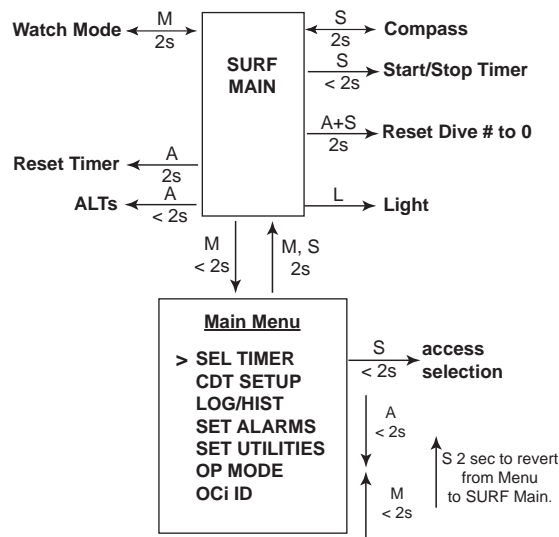 Watch Mode
M
2s
SURF
MAIN
S
2s
Compass
S
< 2s
Start/Stop Timer
A+S
2s
Reset Dive # to 0
Reset Timer
A
2s
ALTs
A
< 2s
L
Light
M
< 2s
M, S
2s
Main Menu
> SEL TIMER
CDT SETUP
LOG/HIST
SET ALARMS
SET UTILITIES
OP MODE
OCi ID
S
< 2s
access
selection
A
< 2s
M
< 2s
S 2 sec to revert
from Menu
to SURF Main.